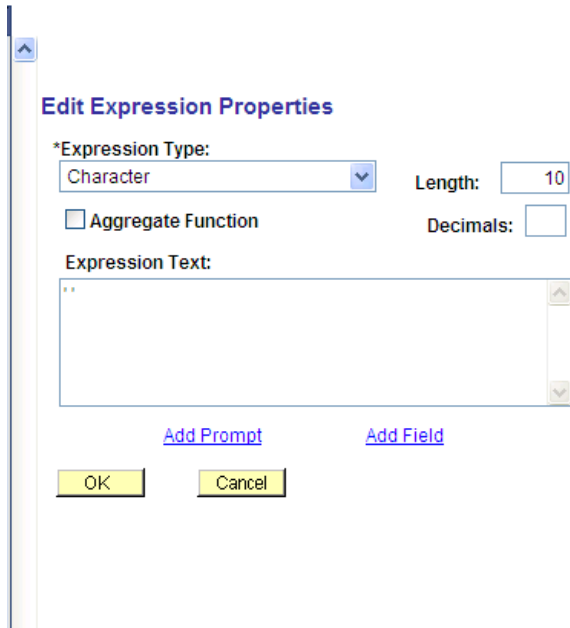 Edit Expression Properties
*Expression Type:
Character
Length: 10
Aggregate Function
Decimals:
Expression Text:
' '
Add Prompt Add Field
OK Cancel